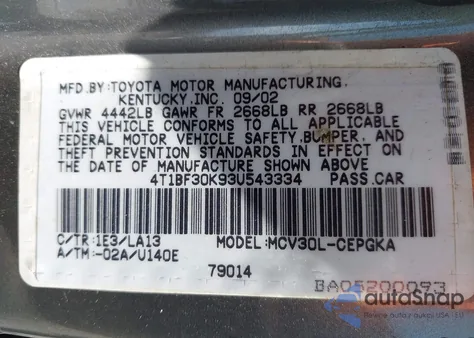 MFD.BY:TOYOTA MOTOR MANUFACTURING.
KENTUCKY,INC. 09/02
GVWR 4442LB GAWR FR 2668LB RR 2668LB
THIS VEHICLE CONFORMS TO ALL APPLICABLE
FEDERAL MOTOR VEHICLE SAFETY,BUMPER, AND
THEFT PREVENTION STANDARDS IN EFFECT ON
THE DATE OF MANUFACTURE SHOWN ABOVE
4T1BF30K93U543334 PASS.CAR
C/TR:1E3/LA13 MODEL:MCV30L-CEPGKA
A/TM:-02A/U140E
79014
BA05200093
autoAstap